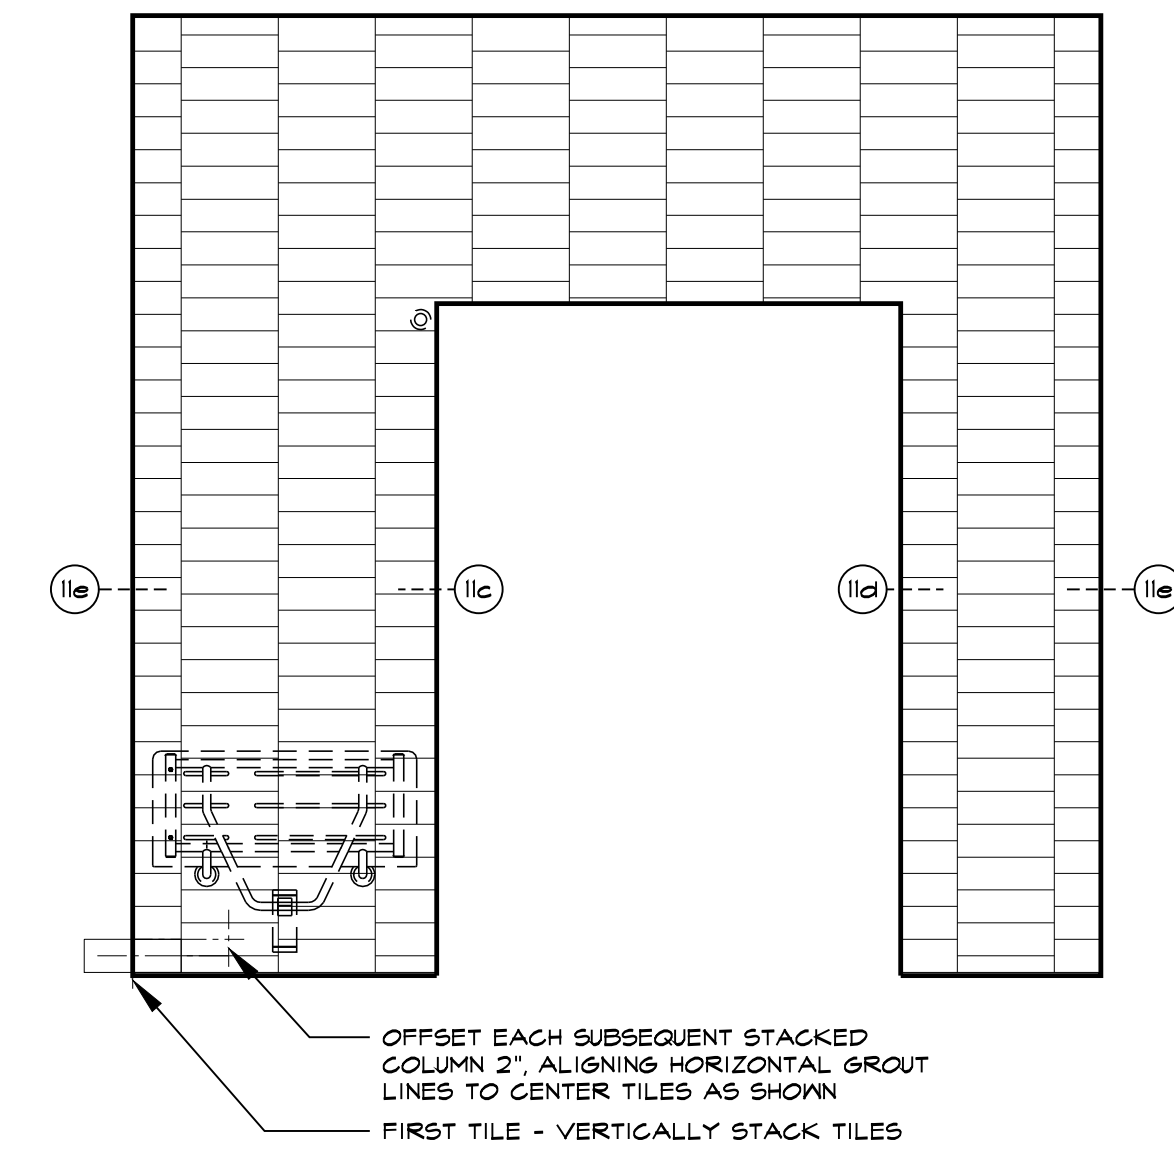 11e
11c
11d
11e
OFFSET EACH SUBSEQUENT STACKED
COLUMN 2", ALIGNING HORIZONTAL GROUT
LINES TO CENTER TILES AS SHOWN
FIRST TILE - VERTICALLY STACK TILES